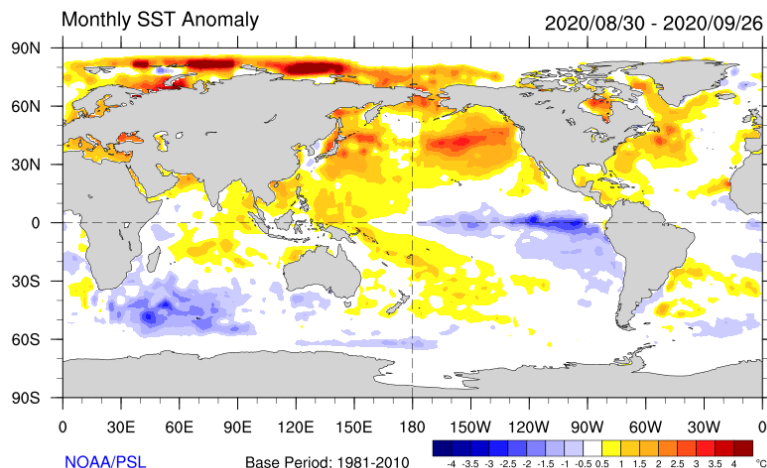 Monthly SST Anomaly 2020/08/30 - 2020/09/26
90N
60N
30N
0
30S
60S
90S
0 30E 60E 90E 120E 150E 180 150W 120W 90W 60W 30W 0
NOAA/PSL Base Period: 1981-2010
-4 -3.5 -3 -2.5 -2 -1.5 -1 -0.5 0.5 1 1.5 2 2.5 3 3.5 4 °C